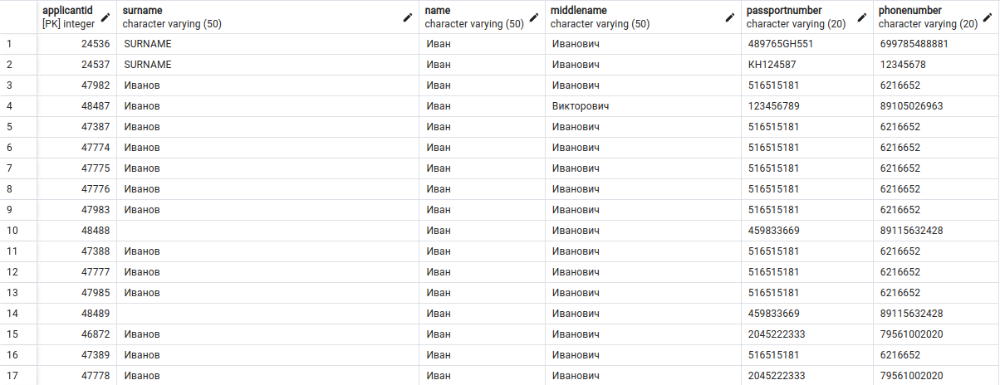 applicantid surname name middlename passportnumber phonenumber
[PK] integer character varying (50) character varying (50) character varying (50) character varying (20) character varying (20)
1 24536 SURNAME Иван Иванович 489765GH551 699785488881
2 24537 SURNAME Иван Иванович KH124587 12345678
3 47982 Иванов Иван Иванович 516515181 6216652
4 48487 Иванов Иван Викторович 123456789 89105026963
5 47387 Иванов Иван Иванович 516515181 6216652
6 47774 Иванов Иван Иванович 516515181 6216652
7 47775 Иванов Иван Иванович 516515181 6216652
8 47776 Иванов Иван Иванович 516515181 6216652
9 47983 Иванов Иван Иванович 516515181 6216652
10 48488 Иван Иванович 459833669 89115632428
11 47388 Иванов Иван Иванович 516515181 6216652
12 47777 Иванов Иван Иванович 516515181 6216652
13 47985 Иванов Иван Иванович 516515181 6216652
14 48489 Иван Иванович 459833669 89115632428
15 46872 Иванов Иван Иванович 2045222333 79561002020
16 47389 Иванов Иван Иванович 516515181 6216652
17 47778 Иванов Иван Иванович 2045222333 79561002020